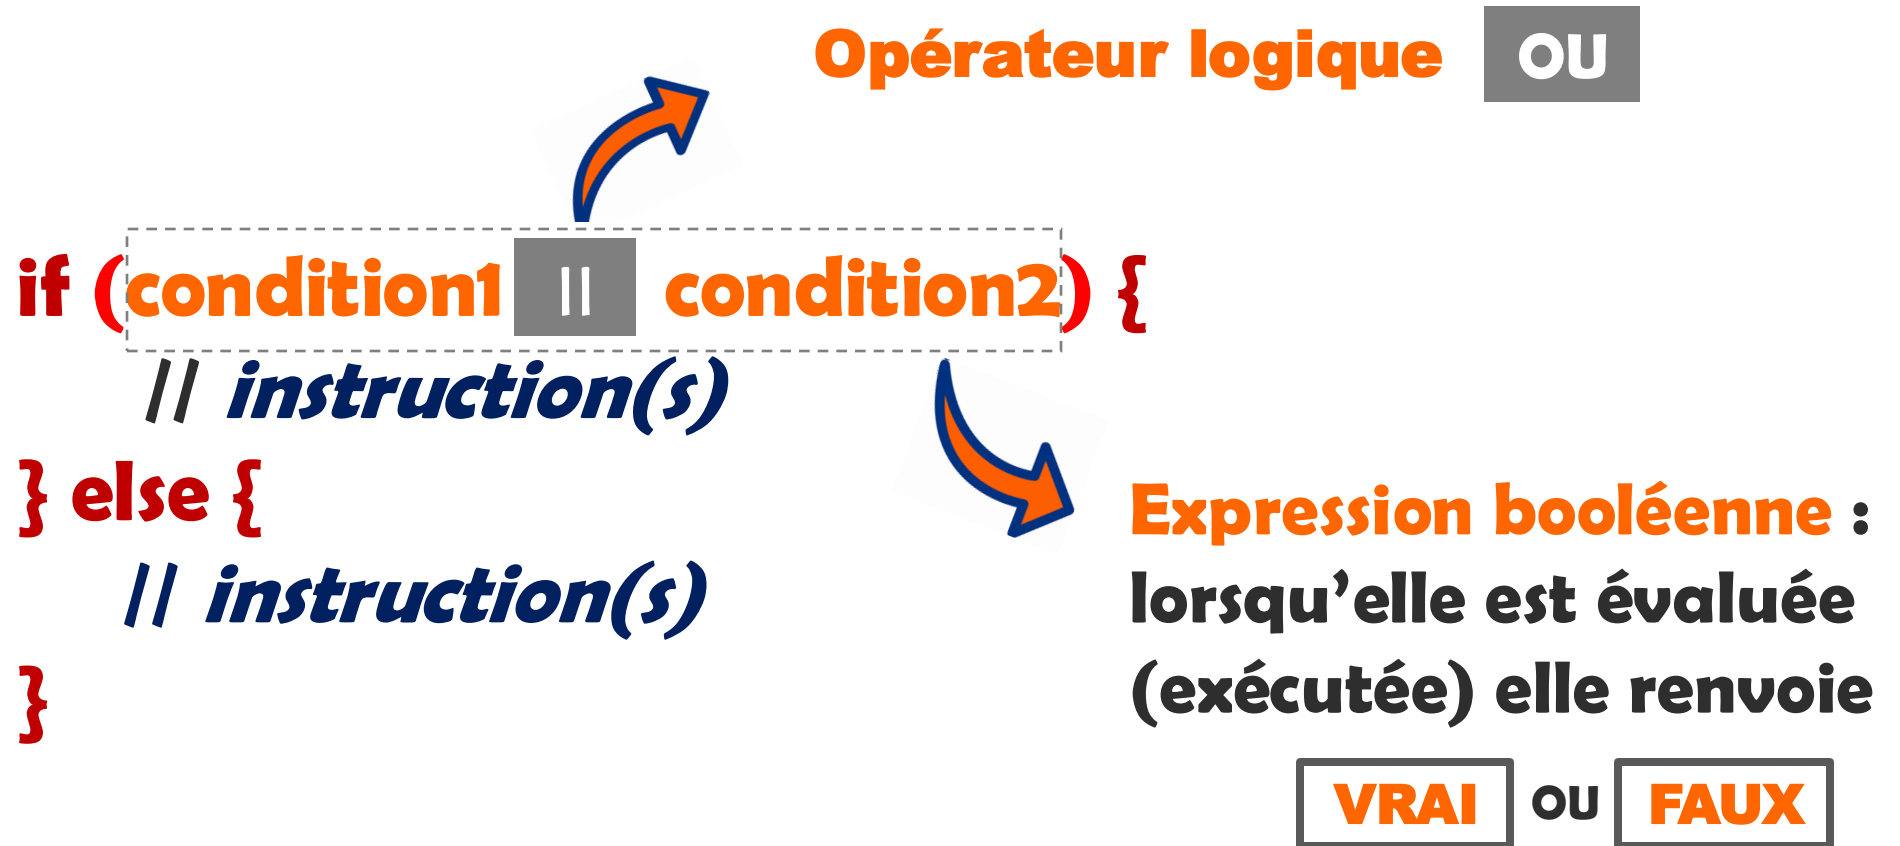 Opérateur logique OU
if (condition1 || condition2) {
// instruction(s)
} else {
// instruction(s)
}
Expression booléenne :
lorsqu’elle est évaluée
(exécutée) elle renvoie
VRAI OU FAUX